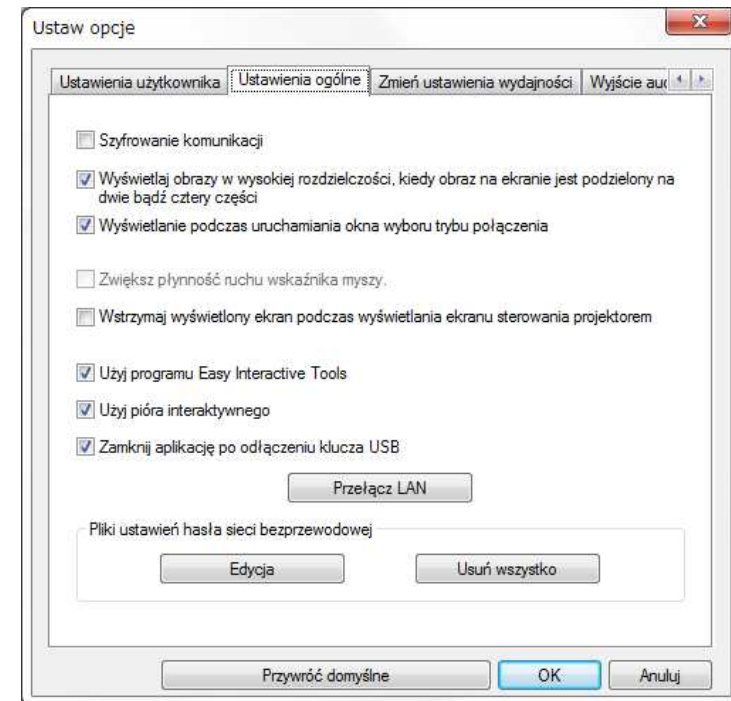 Ustaw opcje
Ustawienia użytkownika
Ustawienia ogólne
Zmień ustawienia wydajności
Wyjście
Szyfrowanie komunikacji
Wyświetlaj obrazy w wysokiej rozdzielczości, kiedy obraz na ekranie jest podzielony na
dwie bądź cztery części
Wyświetlanie podczas uruchamiania okna wyboru trybu połączenia
Zwiększ płynność ruchu wskaźnika myszy.
Wstrzymaj wyświetlony ekran podczas wyświetlania ekranu sterowania projektorem
Użyj programu Easy Interactive Tools
Użyj pióra interaktywnego
Zamknij aplikację po odłączeniu klucza USB
Przełącz LAN
Pliki ustawień hasła sieci bezprzewodowej
Edycja
Usuń wszystko
Przywróć domyślne
OK
Anuluj